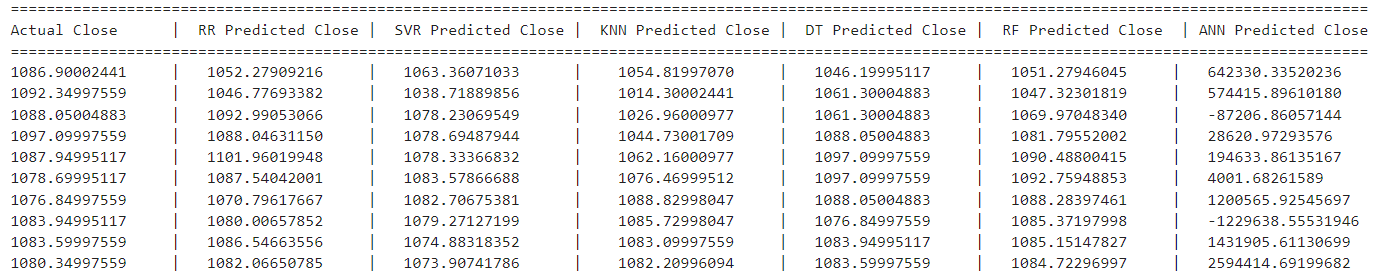 ====================================================================================================================================================================
Actual Close | RR Predicted Close | SVR Predicted Close | KNN Predicted Close | DT Predicted Close | RF Predicted Close | ANN Predicted Close
====================================================================================================================================================================
1086.90002441 | 1052.27909216 | 1063.36071033 | 1054.81997070 | 1046.19995117 | 1051.27946045 | 642330.33520236
1092.34997559 | 1046.77693382 | 1038.71889856 | 1014.30002441 | 1061.30004883 | 1047.32301819 | 574415.89610180
1088.05004883 | 1092.99053066 | 1078.23069549 | 1026.96000977 | 1061.30004883 | 1069.97048340 | -87206.86057144
1097.09997559 | 1088.04631150 | 1078.69487944 | 1044.73001709 | 1088.05004883 | 1081.79552002 | 28620.97293576
1087.94995117 | 1101.96019948 | 1078.33366832 | 1062.16000977 | 1097.09997559 | 1090.48800415 | 194633.86135167
1078.69995117 | 1087.54042001 | 1083.57866688 | 1076.46999512 | 1097.09997559 | 1092.75948853 | 4001.68261589
1076.84997559 | 1070.79617667 | 1082.70675381 | 1088.82998047 | 1088.05004883 | 1088.28397461 | 1200565.92545697
1083.94995117 | 1080.00657852 | 1079.27127199 | 1085.72998047 | 1076.84997559 | 1085.37197998 | -1229638.55531946
1083.59997559 | 1086.54663556 | 1074.88318352 | 1083.09997559 | 1083.94995117 | 1085.15147827 | 1431905.61130699
1080.34997559 | 1082.06650785 | 1073.90741786 | 1082.20996094 | 1083.59997559 | 1084.72296997 | 2594414.69199682